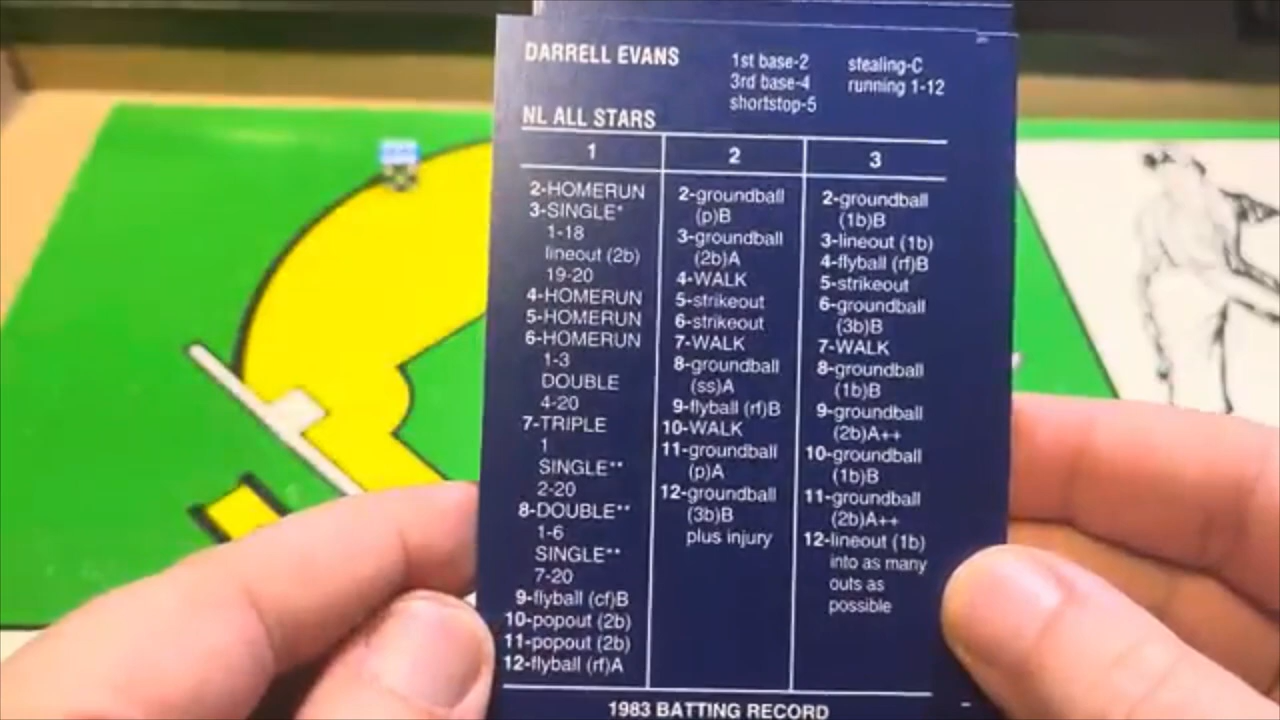 DARRELL EVANS
1st base-2
3rd base-4
shortstop-5
stealing-C
running 1-12
NL ALL STARS
1
2-HOMERUN
3-SINGLE*
1-18
lineout (2b)
19-20
4-HOMERUN
5-HOMERUN
6-HOMERUN
1-3
DOUBLE
4-20
7-TRIPLE
1
SINGLE**
2-20
8-DOUBLE**
1-6
SINGLE**
7-20
9-flyball (cf)B
10-popout (2b)
11-popout (2b)
12-flyball (rf)A
2
2-groundball
(p)B
3-groundball
(2b)A
4-WALK
5-strikeout
6-strikeout
7-WALK
8-groundball
(ss)A
9-flyball (rf)B
10-WALK
11-groundball
(p)A
12-groundball
(3b)B
plus injury
3
2-groundball
(1b)B
3-lineout (1b)
4-flyball (rf)B
5-strikeout
6-groundball
(3b)B
7-WALK
8-groundball
(1b)B
9-groundball
(2b)A++
10-groundball
(1b)B
11-groundball
(2b)A++
12-lineout (1b)
into as many
outs as
possible
1983 BATTING RECORD